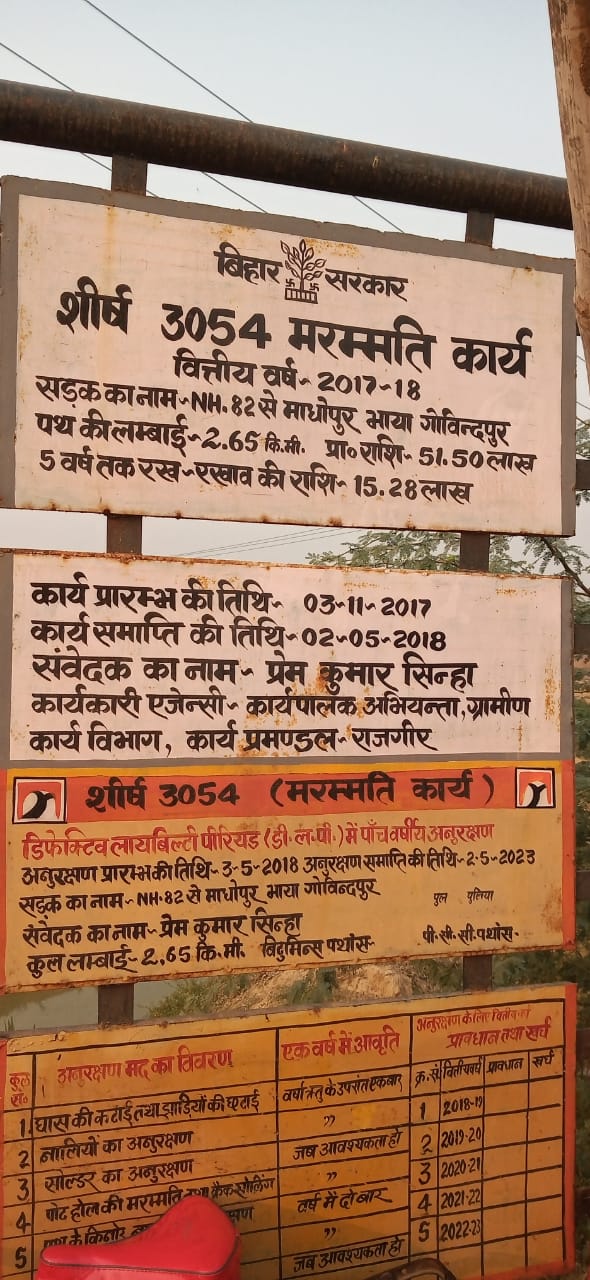 बिहार सरकार
शीर्ष 3054 मरम्मति कार्य
वित्तीय वर्ष- 2017-18
सड़क का नाम- NH.82 से माधोपुर भाया गोविन्दपुर
पथ की लम्बाई- 2.65 कि.मी. प्रा० राशि- 51.50 लाख
5 वर्ष तक रख-रखाव की राशि- 15.28 लाख
कार्य प्रारम्भ की तिथि- 03-11-2017
कार्य समाप्ति की तिथि- 02-05-2018
संवेदक का नाम- प्रेम कुमार सिन्हा
कार्यकारी एजेन्सी- कार्यपालक अभियन्ता, ग्रामीण
कार्य विभाग, कार्य प्रमण्डल- राजगीर
शीर्ष 3054 (मरम्मति कार्य)
डिफेक्टिव लायबिल्टी पीरियड (डी.ल.पी.) में पाँच वर्षीय अनुरक्षण
अनुरक्षण प्रारम्भ की तिथि- 3-5-2018 अनुरक्षण समाप्ति की तिथि- 2-5-2023
सड़क का नाम- NH.82 से माधोपुर भाया गोविन्दपुर पुल पुलिया
संवेदक का नाम- प्रेम कुमार सिन्हा
कुल लम्बाई- 2.65 कि.मी. विटुमिन्स पथांस- पी.सी.सी. पथांस-
कुल सं० अनुरक्षण मद का विवरण एक वर्ष में आवृति अनुरक्षण के लिए वित्तीय वर्ष प्रावधान तथा खर्च
क्र.सं. वित्तीय वर्ष प्रावधान खर्च
1. घास की कटाई तथा झाड़ियों की छटाई वर्षा ऋतु के उपरांत एक बार 1 2018-19
2 नालियों का अनुरक्षण " 2 2019-20
3 सोल्डर का अनुरक्षण जब आवश्यकता हो 3 2020-21
4 पोट होल की मरम्मति तथा क्रैक सीलिंग " 4 2021-22
5 पथ के किनारे वर्ष में दो बार 5 2022-23
"
जब आवश्यकता हो